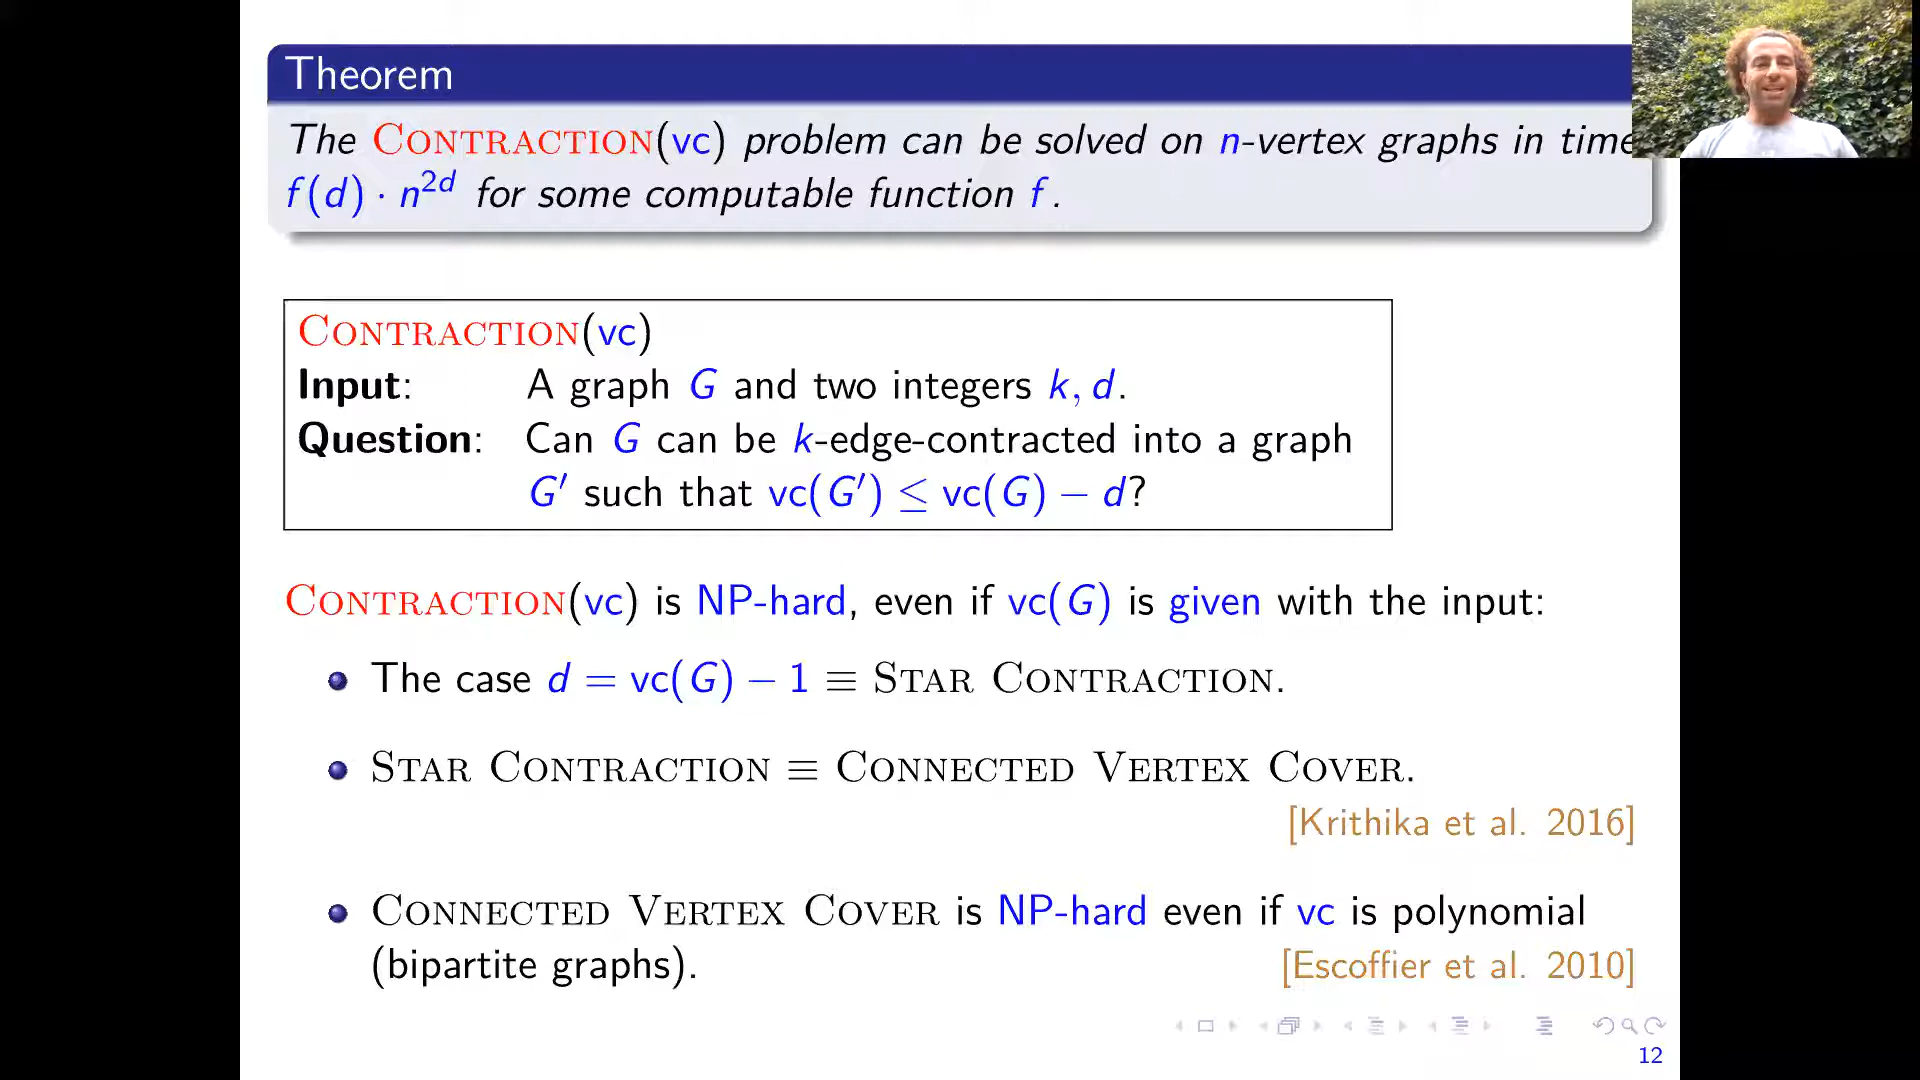 Theorem
The CONTRACTION(vc) problem can be solved on n-vertex graphs in time
f(d) · n^{2d} for some computable function f.
CONTRACTION(vc)
Input: A graph G and two integers k, d.
Question: Can G can be k-edge-contracted into a graph
G′ such that vc(G′) ≤ vc(G) − d?
CONTRACTION(vc) is NP-hard, even if vc(G) is given with the input:
The case d = vc(G) − 1 ≡ STAR CONTRACTION.
STAR CONTRACTION ≡ CONNECTED VERTEX COVER.
[Krithika et al. 2016]
CONNECTED VERTEX COVER is NP-hard even if vc is polynomial
(bipartite graphs). [Escoffier et al. 2010]
12